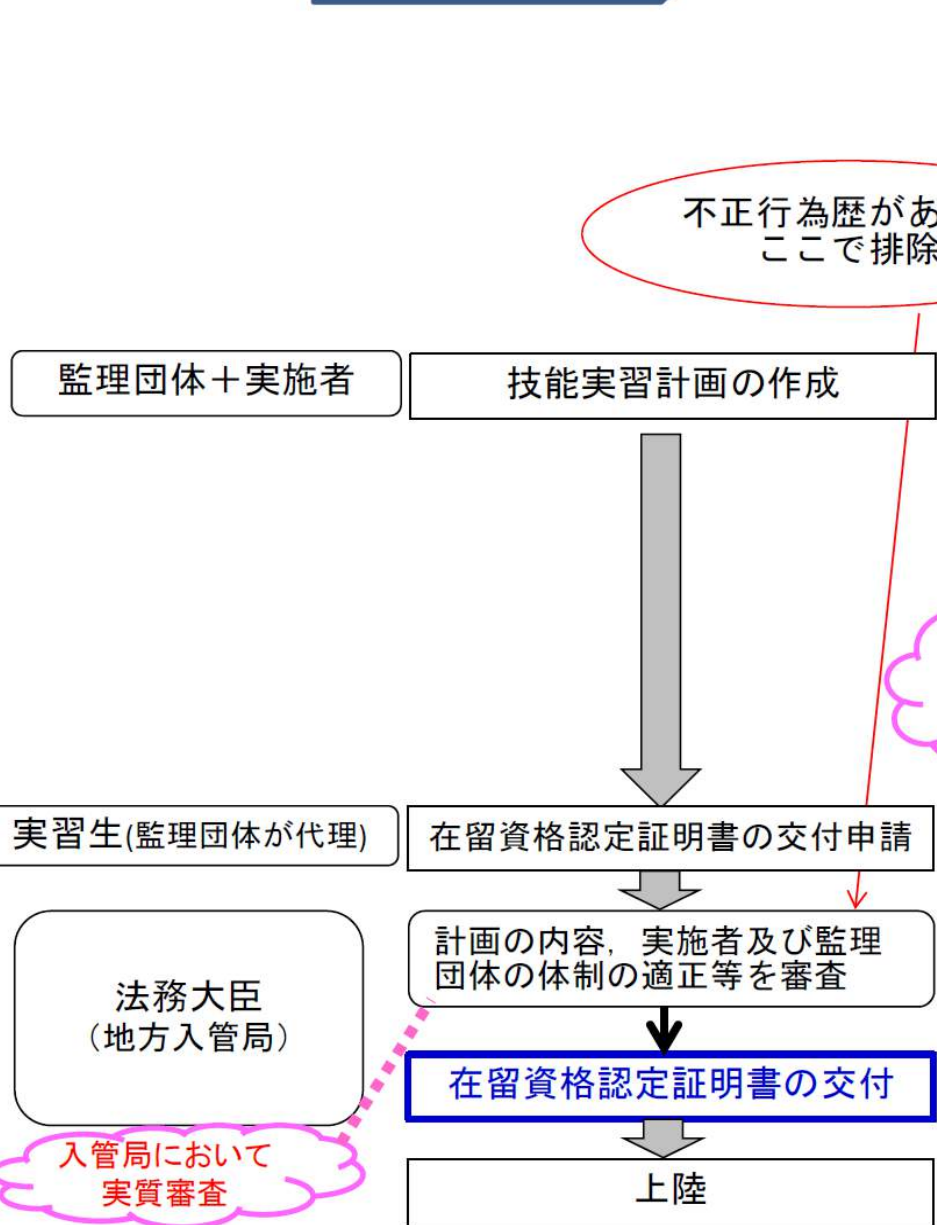 不正行為歴があ
ここで排除
監理団体＋実施者
技能実習計画の作成
実習生(監理団体が代理)
在留資格認定証明書の交付申請
計画の内容，実施者及び監理
団体の体制の適正等を審査
法務大臣
（地方入管局）
在留資格認定証明書の交付
入管局において
実質審査
上陸